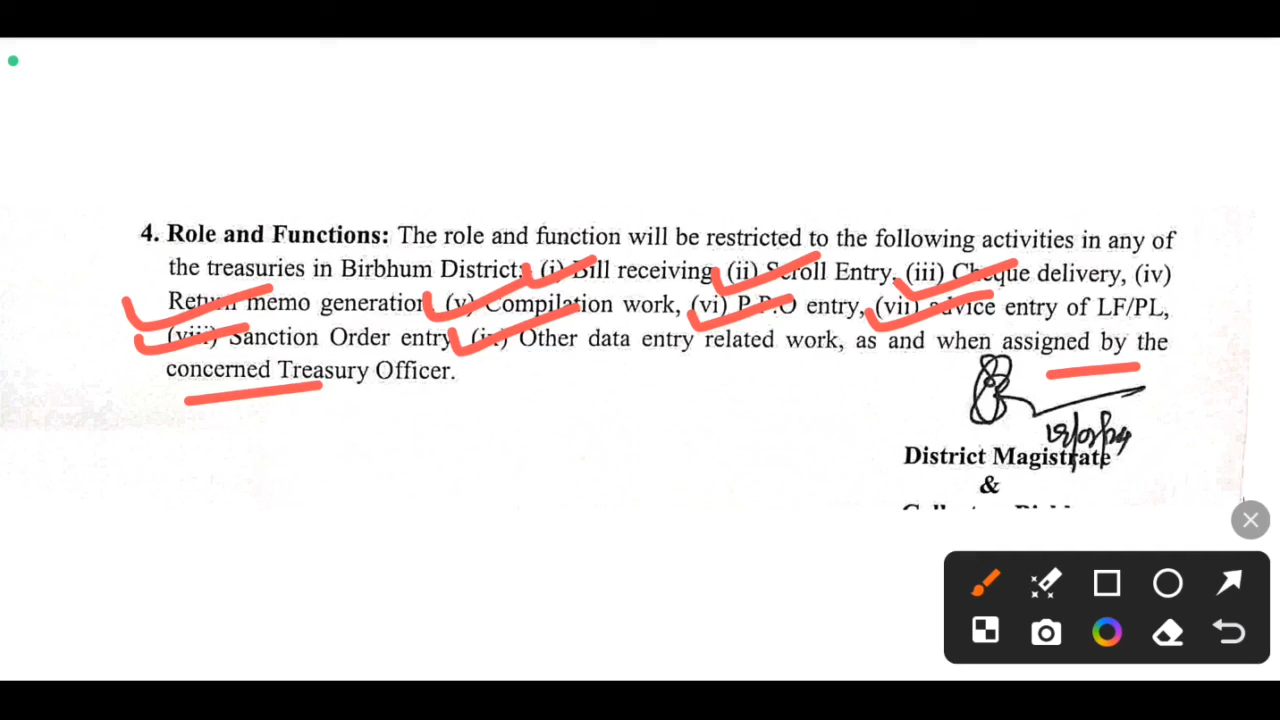 4. Role and Functions: The role and function will be restricted to the following activities in any of
the treasuries in Birbhum District: (i) Bill receiving, (ii) Scroll Entry, (iii) Cheque delivery, (iv)
Return memo generation, (v) Compilation work, (vi) P.P.O entry, (vii) advice entry of LF/PL,
(viii) Sanction Order entry, (ix) Other data entry related work, as and when assigned by the
concerned Treasury Officer.
District Magistrate
&